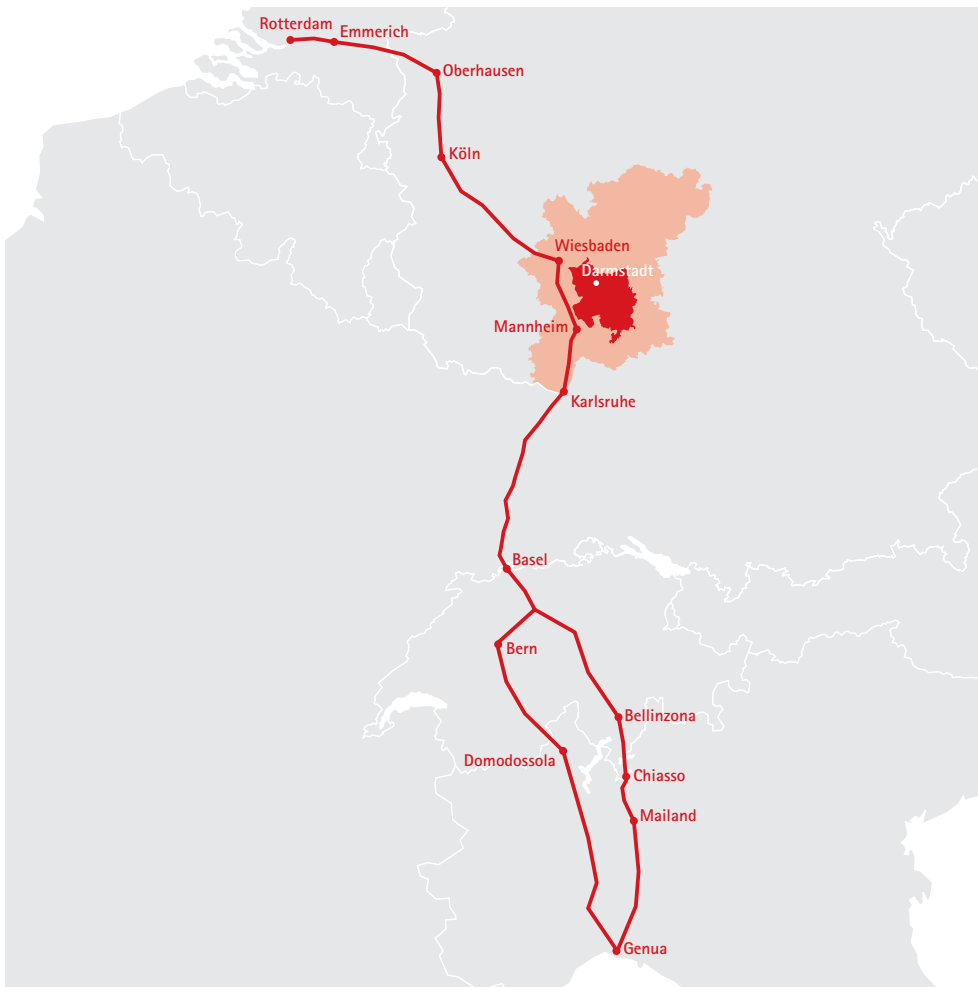 Rotterdam
Emmerich
Oberhausen
Köln
Wiesbaden
Darmstadt
Mannheim
Karlsruhe
Basel
Bern
Bellinzona
Domodossola
Chiasso
Mailand
Genua